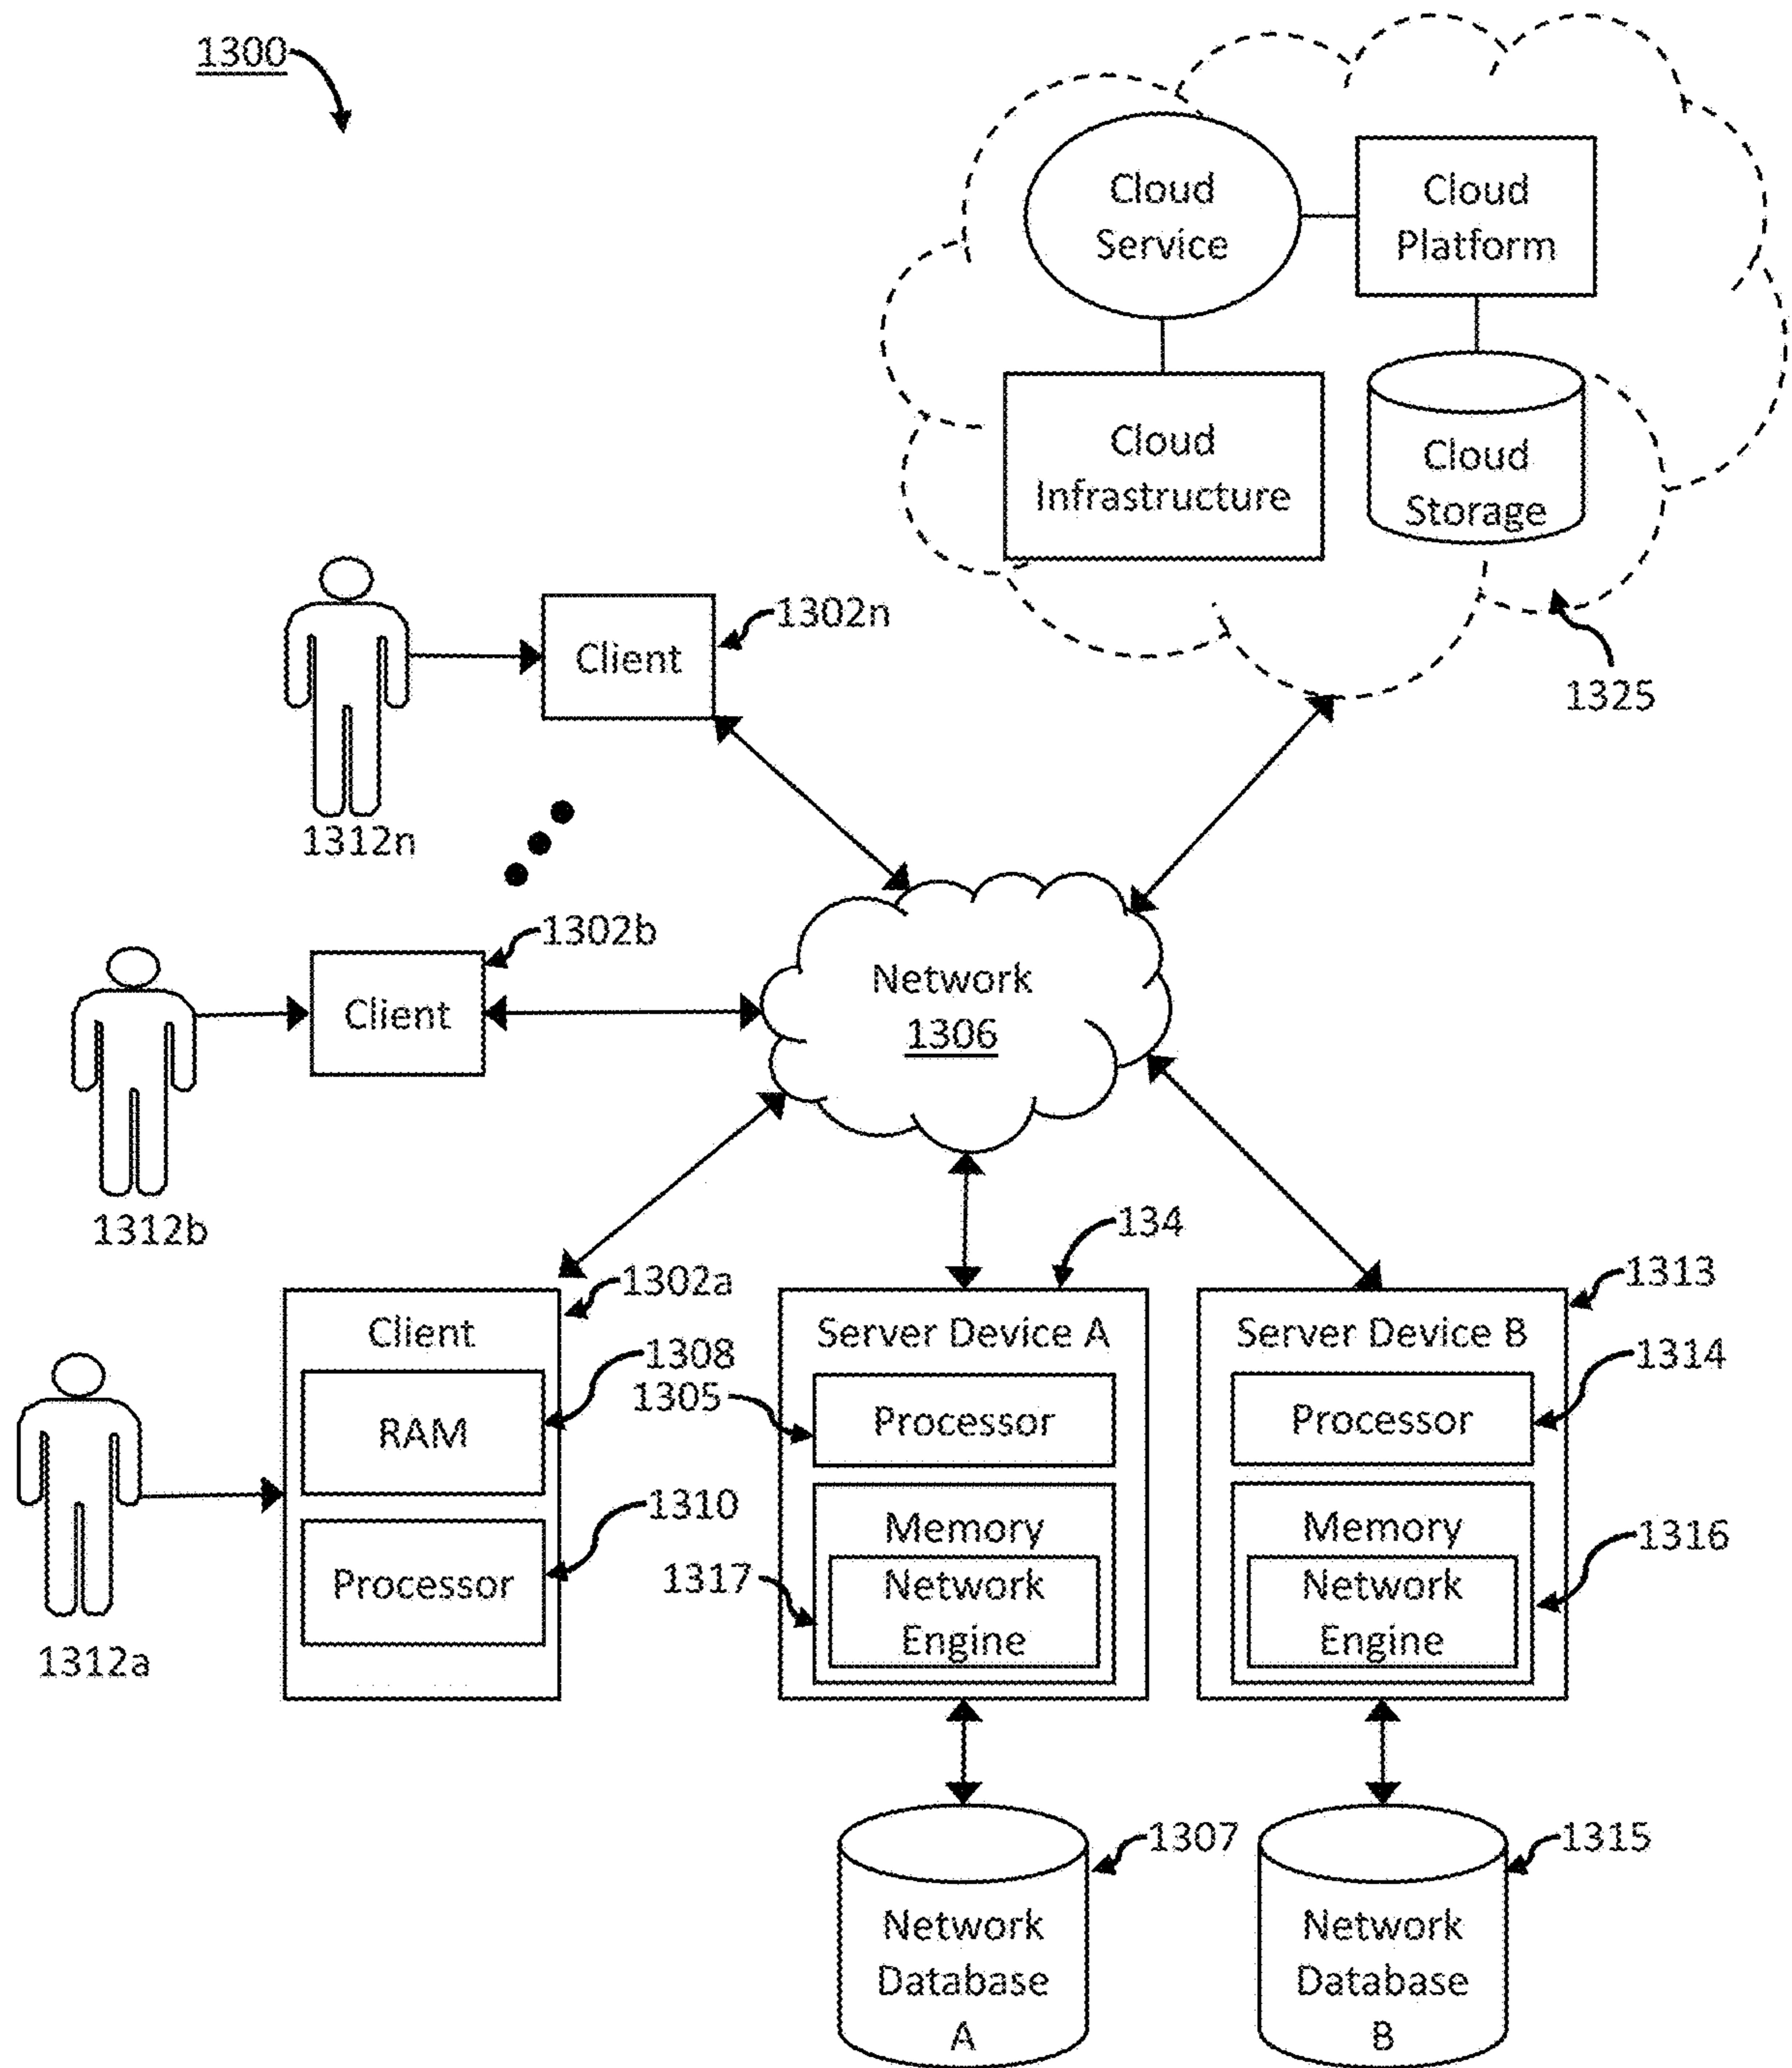 1300
Cloud
Service
Cloud
Platform
Cloud
Infrastructure
Cloud
Storage
1325
1302n
Client
1312n
1302b
Client
1312b
Network
1306
134
1302a
Client
1308
RAM
1310
Processor
1312a
Server Device A
1305
Processor
Memory
1317
Network
Engine
1313
Server Device B
1314
Processor
Memory
1316
Network
Engine
1307
Network
Database
A
1315
Network
Database
B